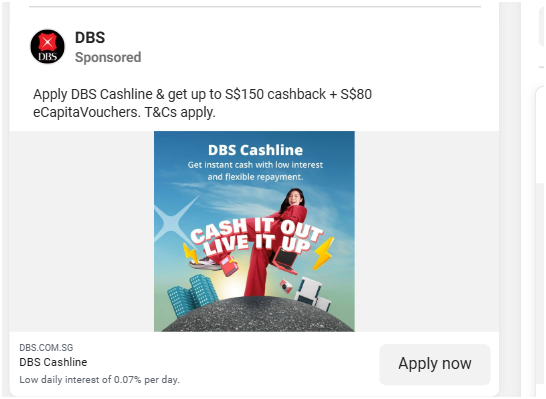 DBS
DBS
Sponsored
Apply DBS Cashline & get up to S$150 cashback + S$80
eCapitaVouchers. T&Cs apply.
DBS Cashline
Get instant cash with low interest
and flexible repayment.
CASH IT OUT
LIVE IT UP
DBS.COM.SG
DBS Cashline
Low daily interest of 0.07% per day.
Apply now